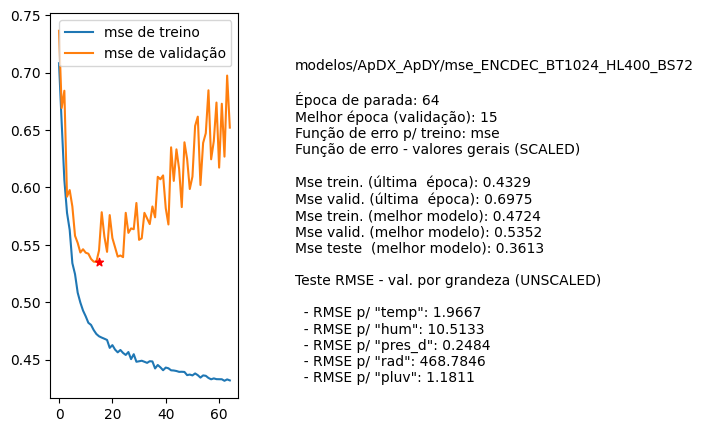 0.75
0.70
0.65
0.60
0.55
0.50
0.45
0
20
40
60
mse de treino
mse de validação
modelos/ApDX_ApDY/mse_ENCDEC_BT1024_HL400_BS72
Época de parada: 64
Melhor época (validação): 15
Função de erro p/ treino: mse
Função de erro - valores gerais (SCALED)
Mse trein. (última  época): 0.4329
Mse valid. (última  época): 0.6975
Mse trein. (melhor modelo): 0.4724
Mse valid. (melhor modelo): 0.5352
Mse teste  (melhor modelo): 0.3613
Teste RMSE - val. por grandeza (UNSCALED)
- RMSE p/ "temp": 1.9667
- RMSE p/ "hum": 10.5133
- RMSE p/ "pres_d": 0.2484
- RMSE p/ "rad": 468.7846
- RMSE p/ "pluv": 1.1811